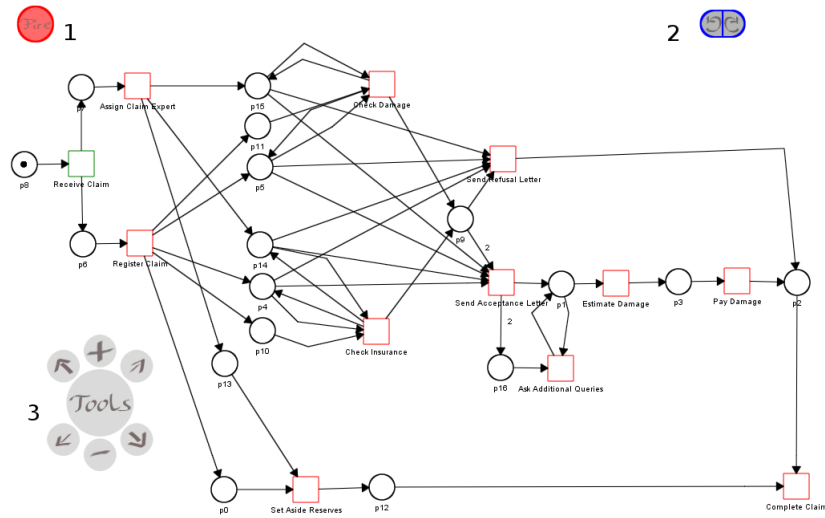 Fire
1
2
p7
Assign Claim Expert
p15
Check Damage
p11
p8
Receive Claim
p5
Send Refusal Letter
p6
Register Claim
p14
p9
2
p4
Send Acceptance Letter
p1
Estimate Damage
p3
Pay Damage
p2
2
p10
Check Insurance
p13
p16
Ask Additional Queries
3
Tools
p0
Set Aside Reserves
p12
Complete Claim